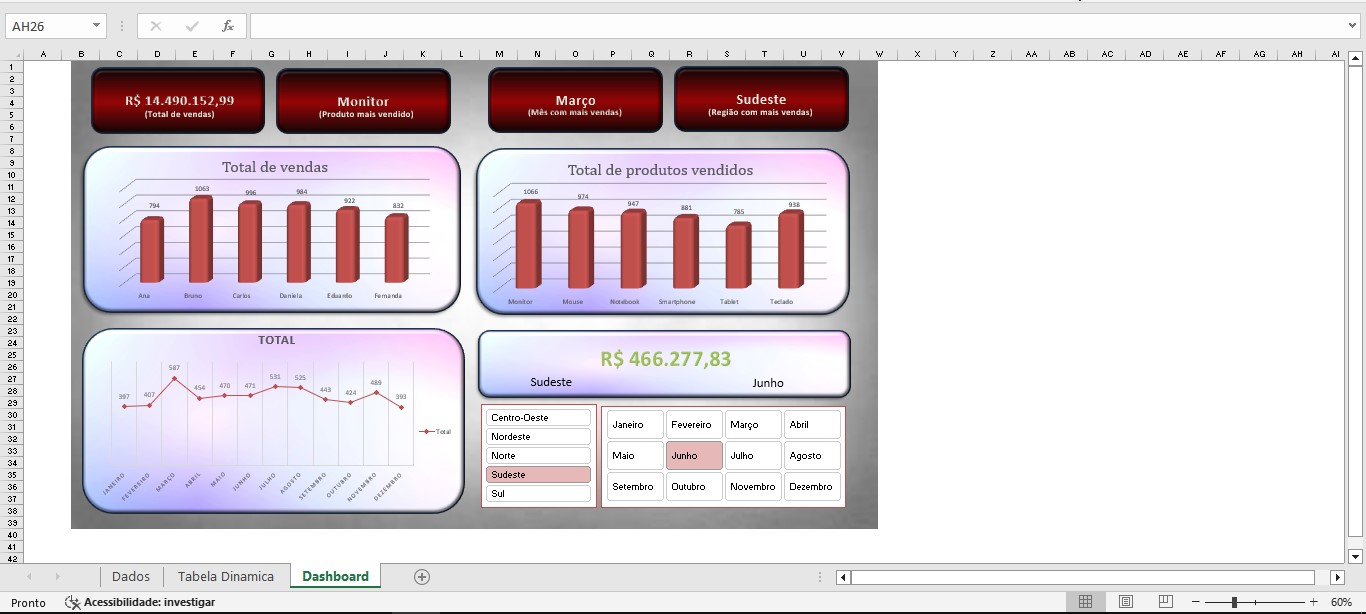 AH26
fx
A B C D E F G H I J K L M N O P Q R S T U V W X Y Z AA AB AC AD AE AF AG AH AI
1
2
3
4
5
6
7
8
9
10
11
12
13
14
15
16
17
18
19
20
21
22
23
24
25
26
27
28
29
30
31
32
33
34
35
36
37
38
39
40
41
42
R$ 14.490.152,99
(Total de vendas)
Monitor
(Produto mais vendido)
Março
(Mês com mais vendas)
Sudeste
(Região com mais vendas)
Total de vendas
794 1063 996 984 922 832
Ana Bruno Carlos Daniela Eduardo Fernanda
Total de produtos vendidos
1066 974 947 881 785 938
Monitor Mouse Notebook Smartphone Tablet Teclado
TOTAL
397 407 587 454 470 471 531 525 443 424 489 393
Total
JANEIRO FEVEREIRO MARÇO ABRIL MAIO JUNHO JULHO AGOSTO SETEMBRO OUTUBRO NOVEMBRO DEZEMBRO
R$ 466.277,83
Sudeste Junho
Centro-Oeste
Nordeste
Norte
Sudeste
Sul
Janeiro Fevereiro Março Abril
Maio Junho Julho Agosto
Setembro Outubro Novembro Dezembro
Dados Tabela Dinamica Dashboard
Pronto Acessibilidade: investigar 60%